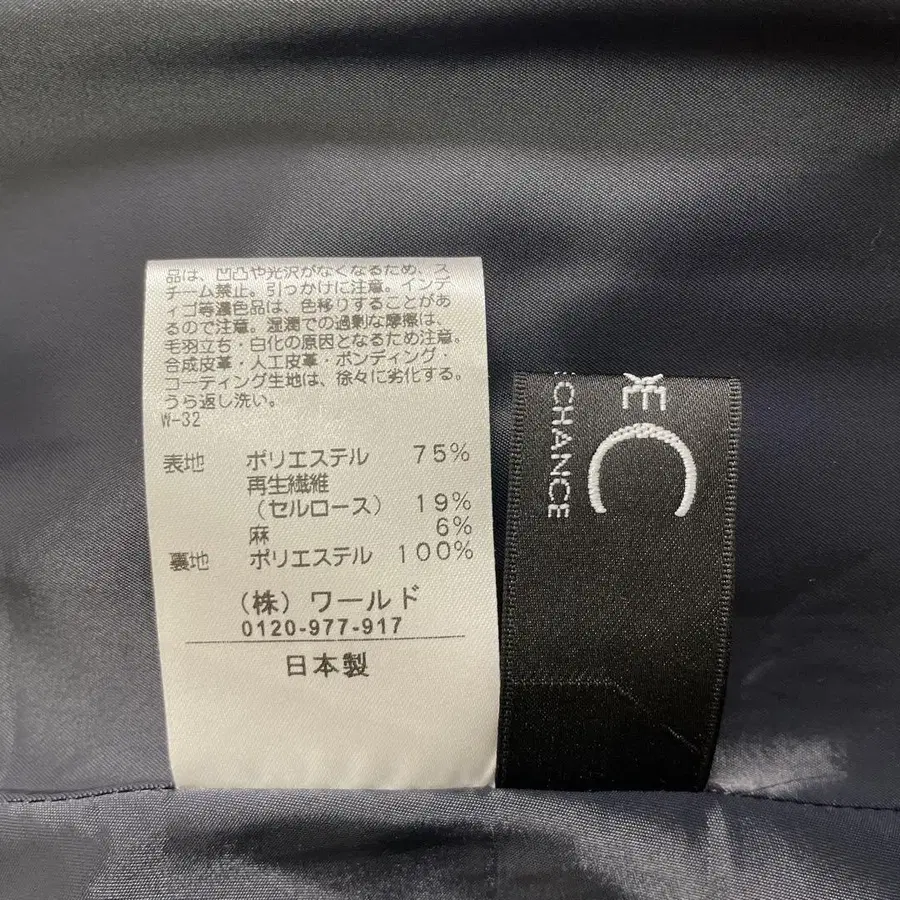 品は、凹凸や光沢がなくなるため、ス
チーム禁止。引っかけに注意。インデ
ィゴ等濃色品は、色移りすることがあ
るので注意。湿潤での過剰な摩擦は、
毛羽立ち・白化の原因となるため注意。
合成皮革・人工皮革・ボンディング・
コーティング生地は、徐々に劣化する。
うら返し洗い。
W-32
表地 ポリエステル 75%
再生繊維
(セルロース) 19%
麻 6%
裏地 ポリエステル 100%
(株) ワールド
0120-977-917
日本製
C
CHANCE